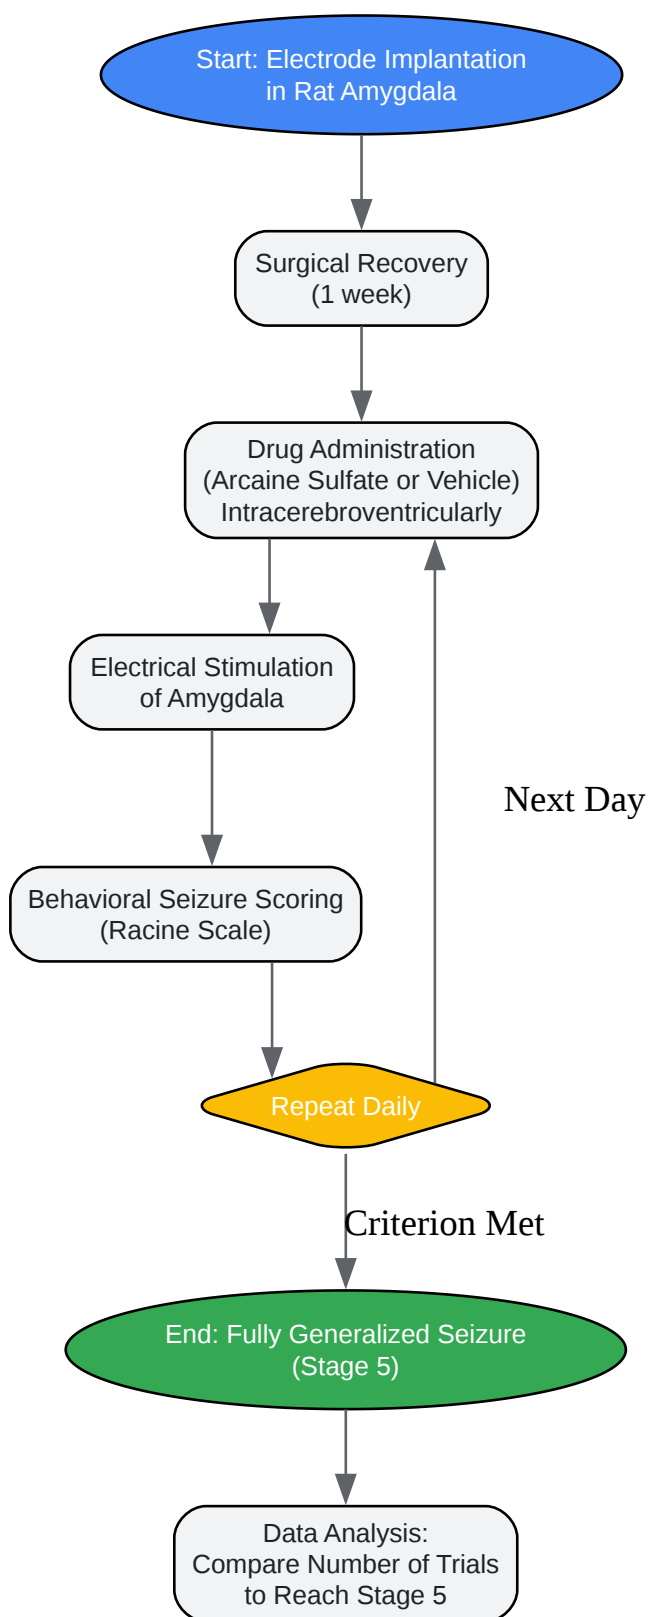 Start: Electrode Implantation
in Rat Amygdala
Surgical Recovery
(1 week)
Drug Administration
(Arcaine Sulfate or Vehicle)
Intracerebroventricularly
Electrical Stimulation
of Amygdala
Next Day
Behavioral Seizure Scoring
(Racine Scale)
Repeat Daily
Criterion Met
End: Fully Generalized Seizure
(Stage 5)
Data Analysis:
Compare Number of Trials
to Reach Stage 5